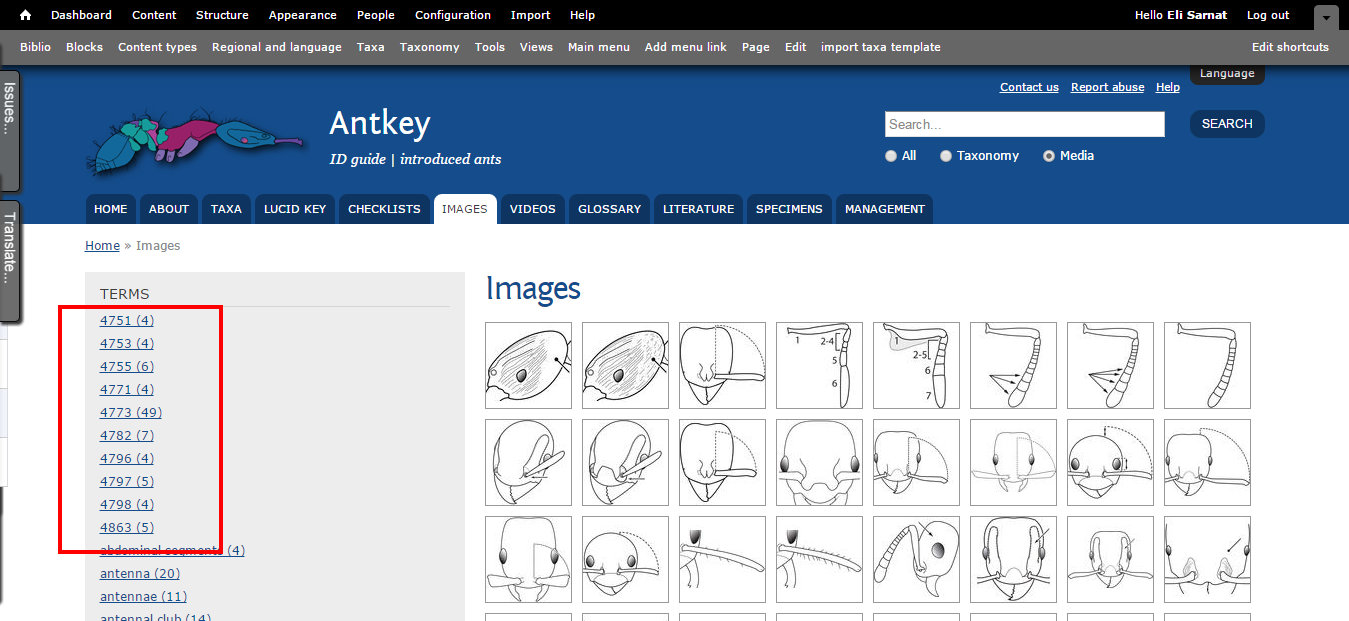 Dashboard Content Structure Appearance People Configuration Import Help Hello Eli Sarnat Log out
Biblio Blocks Content types Regional and language Taxa Taxonomy Tools Views Main menu Add menu link Page Edit import taxa template Edit shortcuts
Issues...
Translate...
Language
Contact us Report abuse Help
Antkey
ID guide | introduced ants
Search...
SEARCH
All Taxonomy Media
HOME ABOUT TAXA LUCID KEY CHECKLISTS IMAGES VIDEOS GLOSSARY LITERATURE SPECIMENS MANAGEMENT
Home » Images
TERMS
4751 (4)
4753 (4)
4755 (6)
4771 (4)
4773 (49)
4782 (7)
4796 (4)
4797 (5)
4798 (4)
4863 (5)
abdominal segments (4)
antenna (20)
antennae (11)
antennal club (14)
Images
1 2-4
5
6
1
2-5
6
7